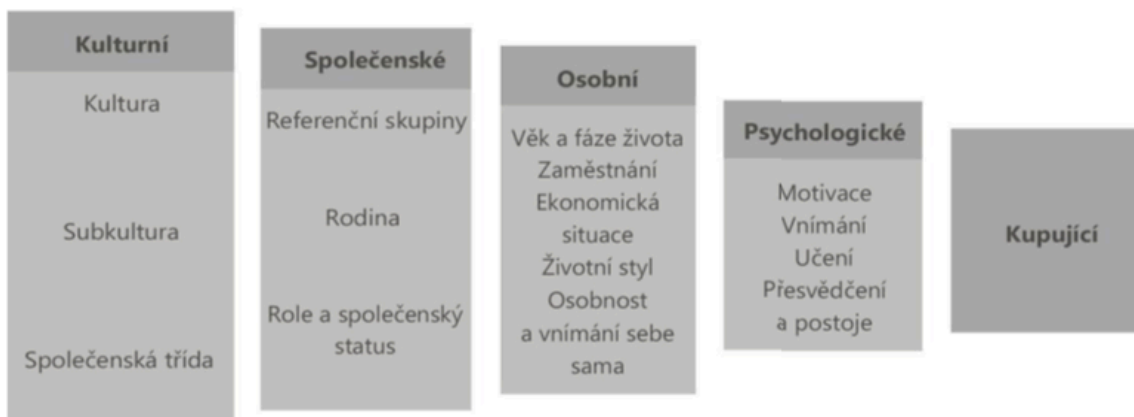 Kulturní
Kultura
Subkultura
Společenská třída
Společenské
Referenční skupiny
Rodina
Role a společenský
status
Osobní
Věk a fáze života
Zaměstnání
Ekonomická
situace
Životní styl
Osobnost
a vnímání sebe
sama
Psychologické
Motivace
Vnímání
Učení
Přesvědčení
a postoje
Kupující